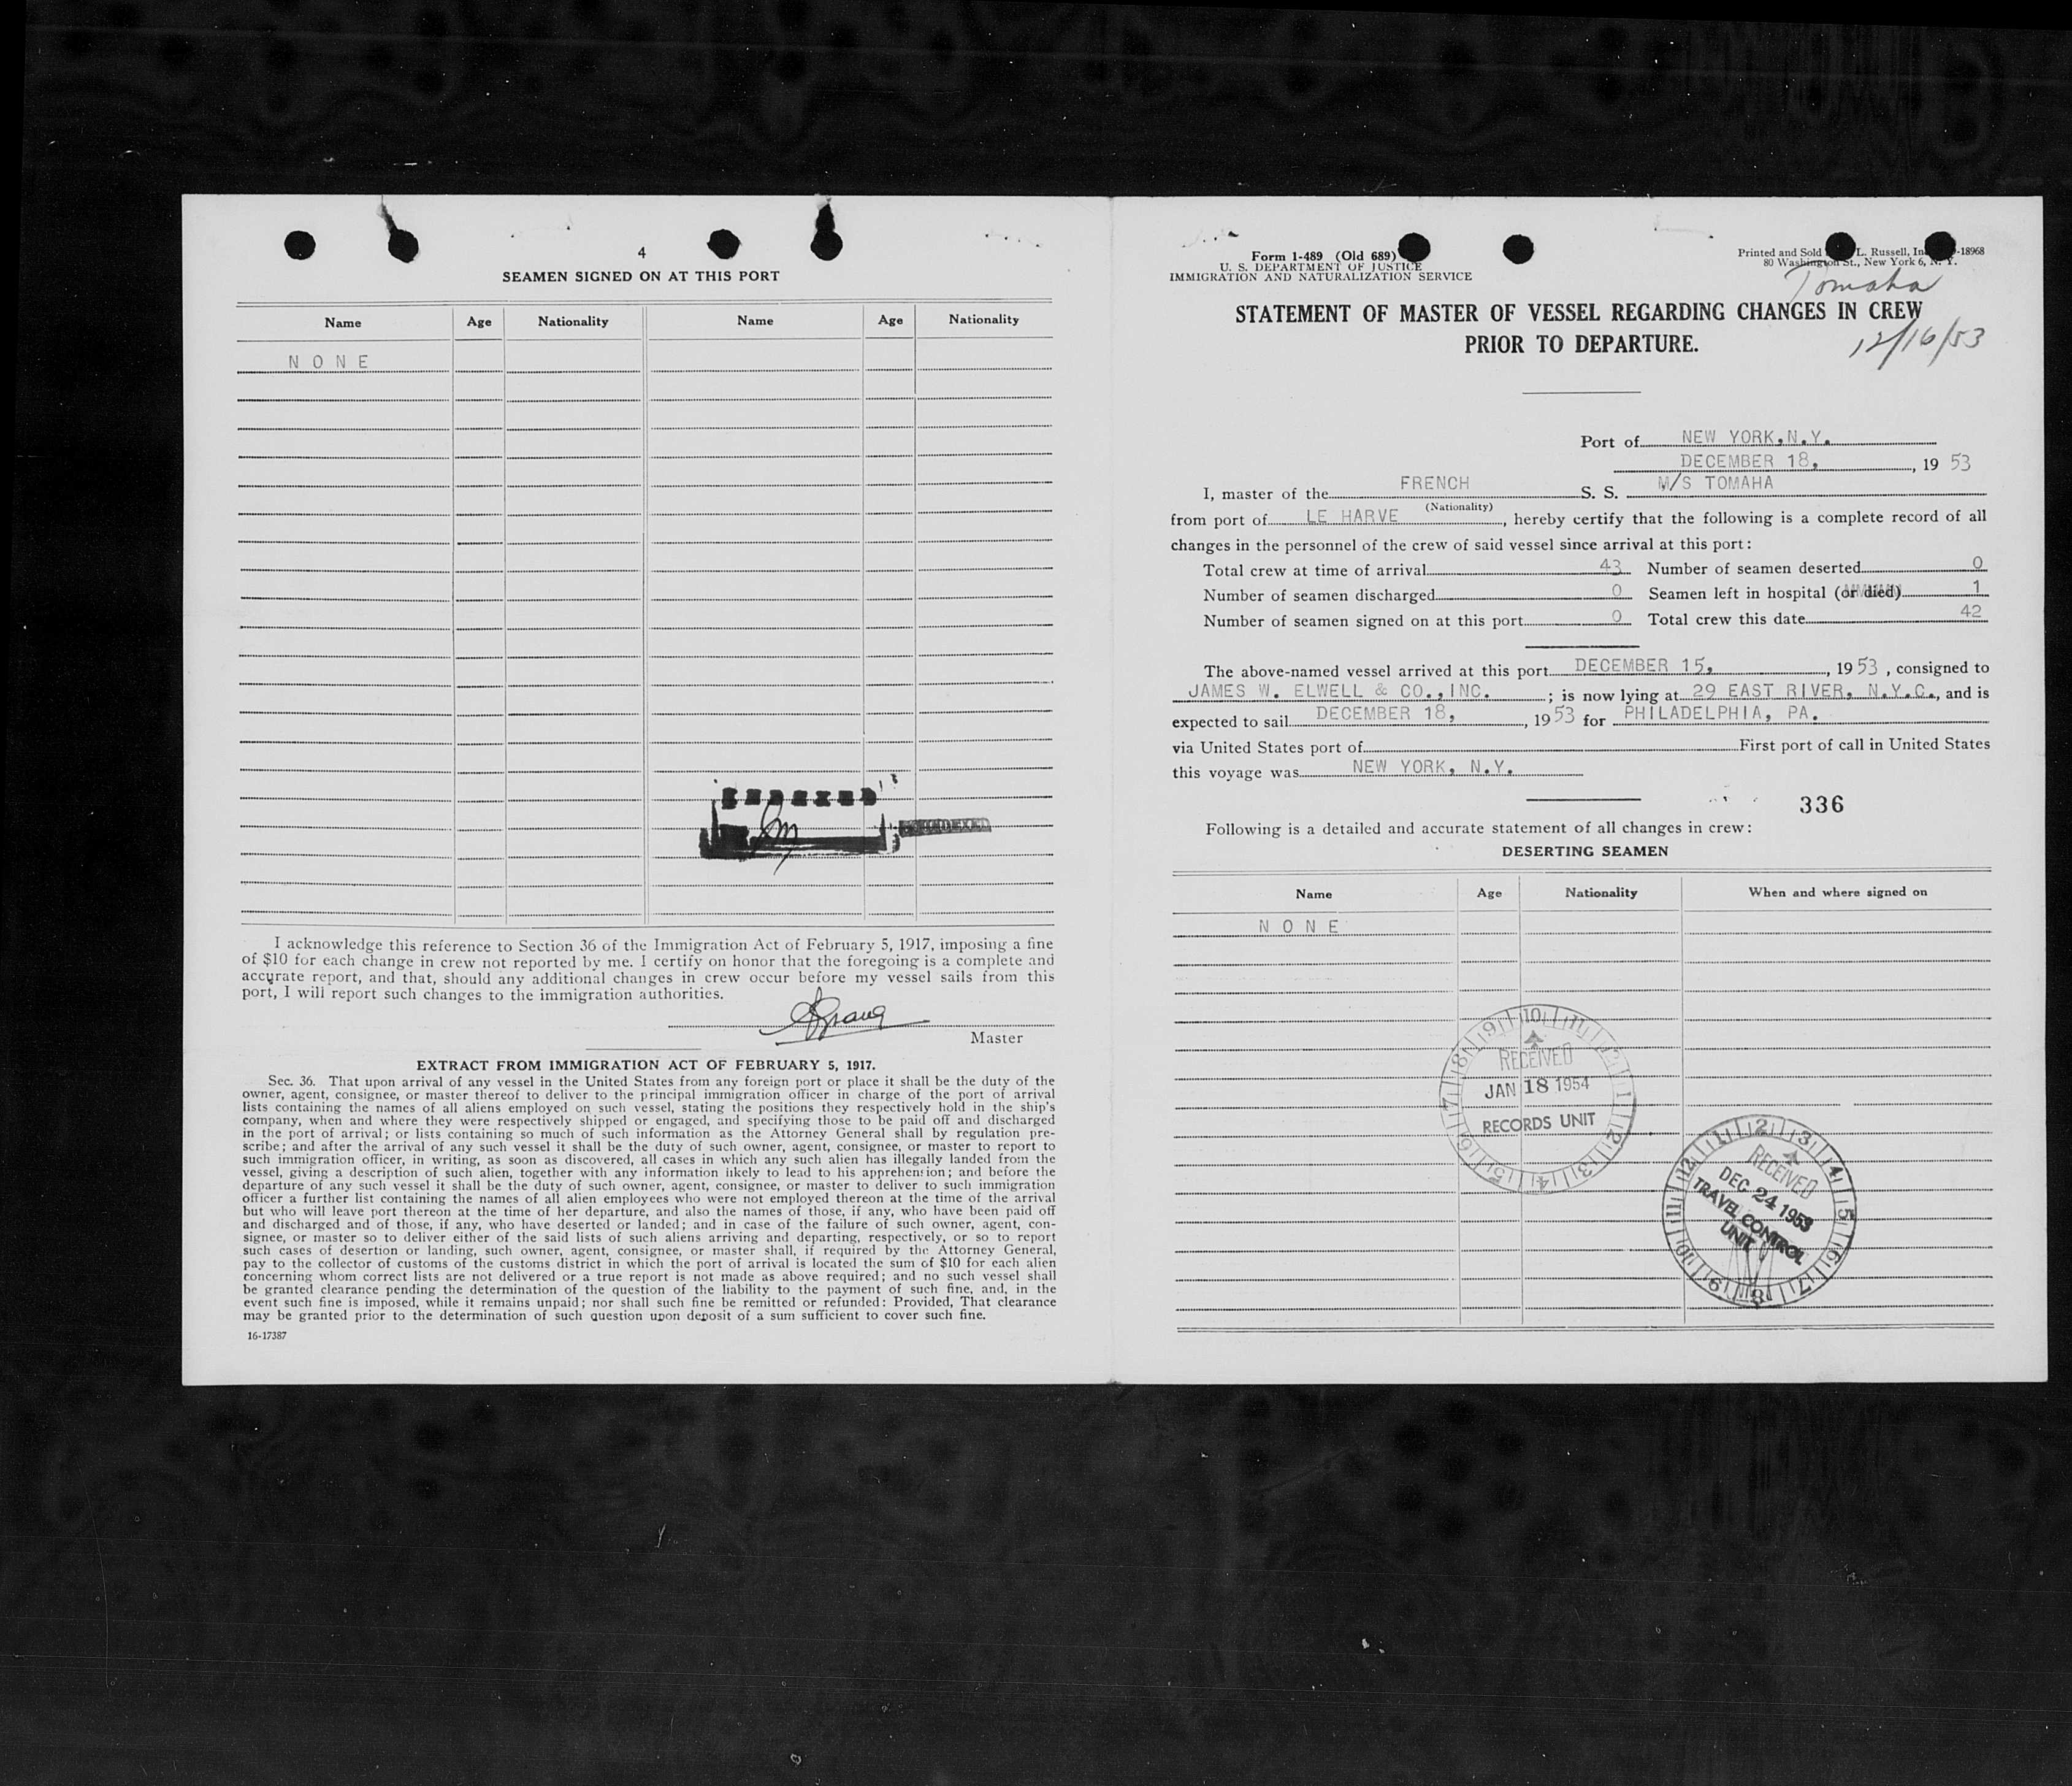 4
SEAMEN SIGNED ON AT THIS PORT
Name Age Nationality Name Age Nationality
N O N E
I acknowledge this reference to Section 36 of the Immigration Act of February 5, 1917, imposing a fine
of $10 for each change in crew not reported by me. I certify on honor that the foregoing is a complete and
accurate report, and that, should any additional changes in crew occur before my vessel sails from this
port, I will report such changes to the immigration authorities.
Master
EXTRACT FROM IMMIGRATION ACT OF FEBRUARY 5, 1917.
Sec. 36. That upon arrival of any vessel in the United States from any foreign port or place it shall be the duty of the
owner, agent, consignee, or master thereof to deliver to the principal immigration officer in charge of the port of arrival
lists containing the names of all aliens employed on such vessel, stating the positions they respectively hold in the ship's
company, when and where they were respectively shipped or engaged, and specifying those to be paid off and discharged
in the port of arrival; or lists containing so much of such information as the Attorney General shall by regulation pre-
scribe; and after the arrival of any such vessel it shall be the duty of such owner, agent, consignee, or master to report to
such immigration officer, in writing, as soon as discovered, all cases in which any such alien has illegally landed from the
vessel, giving a description of such alien, together with any information likely to lead to his apprehension; and before the
departure of any such vessel it shall be the duty of such owner, agent, consignee, or master to deliver to such immigration
officer a further list containing the names of all alien employees who were not employed thereon at the time of the arrival
but who will leave port thereon at the time of her departure, and also the names of those, if any, who have been paid off
and discharged and of those, if any, who have deserted or landed; and in case of the failure of such owner, agent, con-
signee, or master so to deliver either of the said lists of such aliens arriving and departing, respectively, or so to report
such cases of desertion or landing, such owner, agent, consignee, or master shall, if required by the Attorney General,
pay to the collector of customs of the customs district in which the port of arrival is located the sum of $10 for each alien
concerning whom correct lists are not delivered or a true report is not made as above required; and no such vessel shall
be granted clearance pending the determination of the question of the liability to the payment of such fine, and, in the
event such fine is imposed, while it remains unpaid; nor shall such fine be remitted or refunded: Provided, That clearance
may be granted prior to the determination of such question upon deposit of a sum sufficient to cover such fine.
16-17387
Form 1-489 (Old 689)
U. S. DEPARTMENT OF JUSTICE
IMMIGRATION AND NATURALIZATION SERVICE
Printed and Sold L. Russell, -18968
80 Washington St., New York 6, N. Y.
Tomaha
STATEMENT OF MASTER OF VESSEL REGARDING CHANGES IN CREW
PRIOR TO DEPARTURE.
12/16/53
Port of NEW YORK, N.Y.
DECEMBER 18, , 19 53
I, master of the FRENCH S. S. M/S TOMAHA
(Nationality)
from port of LE HARVE , hereby certify that the following is a complete record of all
changes in the personnel of the crew of said vessel since arrival at this port:
Total crew at time of arrival 43 Number of seamen deserted 0
Number of seamen discharged 0 Seamen left in hospital (or died) 1
Number of seamen signed on at this port 0 Total crew this date 42
The above-named vessel arrived at this port DECEMBER 15, , 19 53 , consigned to
JAMES W. ELWELL & CO., INC. ; is now lying at 29 EAST RIVER, N.Y.C., and is
expected to sail DECEMBER 18, , 19 53 for PHILADELPHIA, PA.
via United States port of First port of call in United States
this voyage was NEW YORK, N.Y.
336
Following is a detailed and accurate statement of all changes in crew:
DESERTING SEAMEN
Name Age Nationality When and where signed on
N O N E
RECEIVED
JAN 18 1954
RECORDS UNIT
1 2 3 4 5 6 7 8 9 10 11 12
RECEIVED
DEC 24 1953
TRAVEL CONTROL
UNIT
1 2 3 4 5 6 7 8 9 10 11 12